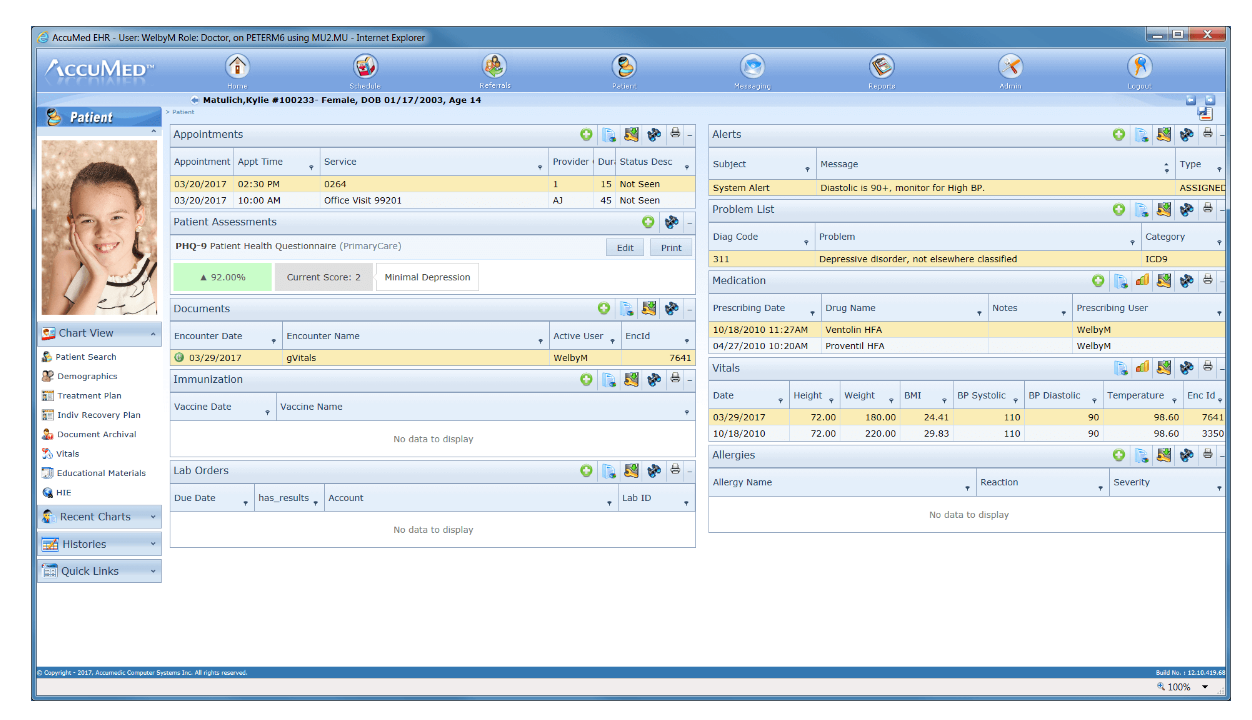 AccuMed EHR - User: WelbyM Role: Doctor, on PETERM6 using MU2.MU - Internet Explorer
ACCUMED™
Home Schedule Referrals Patient Messaging Reports Admin Logout
Matulich,Kylie #100233- Female, DOB 01/17/2003, Age 14
Patient
> Patient
Chart View
Patient Search
Demographics
Treatment Plan
Indiv Recovery Plan
Document Archival
Vitals
Educational Materials
HIE
Recent Charts
Histories
Quick Links
Appointments
Appointment Appt Time Service Provider Dur Status Desc
03/20/2017 02:30 PM 0264 1 15 Not Seen
03/20/2017 10:00 AM Office Visit 99201 AJ 45 Not Seen
Patient Assessments
PHQ-9 Patient Health Questionnaire (PrimaryCare) Edit Print
▲ 92.00% Current Score: 2 Minimal Depression
Documents
Encounter Date Encounter Name Active User EncId
03/29/2017 gVitals WelbyM 7641
Immunization
Vaccine Date Vaccine Name
No data to display
Lab Orders
Due Date has_results Account Lab ID
No data to display
Alerts
Subject Message Type
System Alert Diastolic is 90+, monitor for High BP. ASSIGNED
Problem List
Diag Code Problem Category
311 Depressive disorder, not elsewhere classified ICD9
Medication
Prescribing Date Drug Name Notes Prescribing User
10/18/2010 11:27AM Ventolin HFA WelbyM
04/27/2010 10:20AM Proventil HFA WelbyM
Vitals
Date Height Weight BMI BP Systolic BP Diastolic Temperature Enc Id
03/29/2017 72.00 180.00 24.41 110 90 98.60 7641
10/18/2010 72.00 220.00 29.83 110 90 98.60 3350
Allergies
Allergy Name Reaction Severity
No data to display
© Copyright - 2017, Accumedic Computer Systems Inc. All rights reserved. Build No. : 12.10.419.68
100%